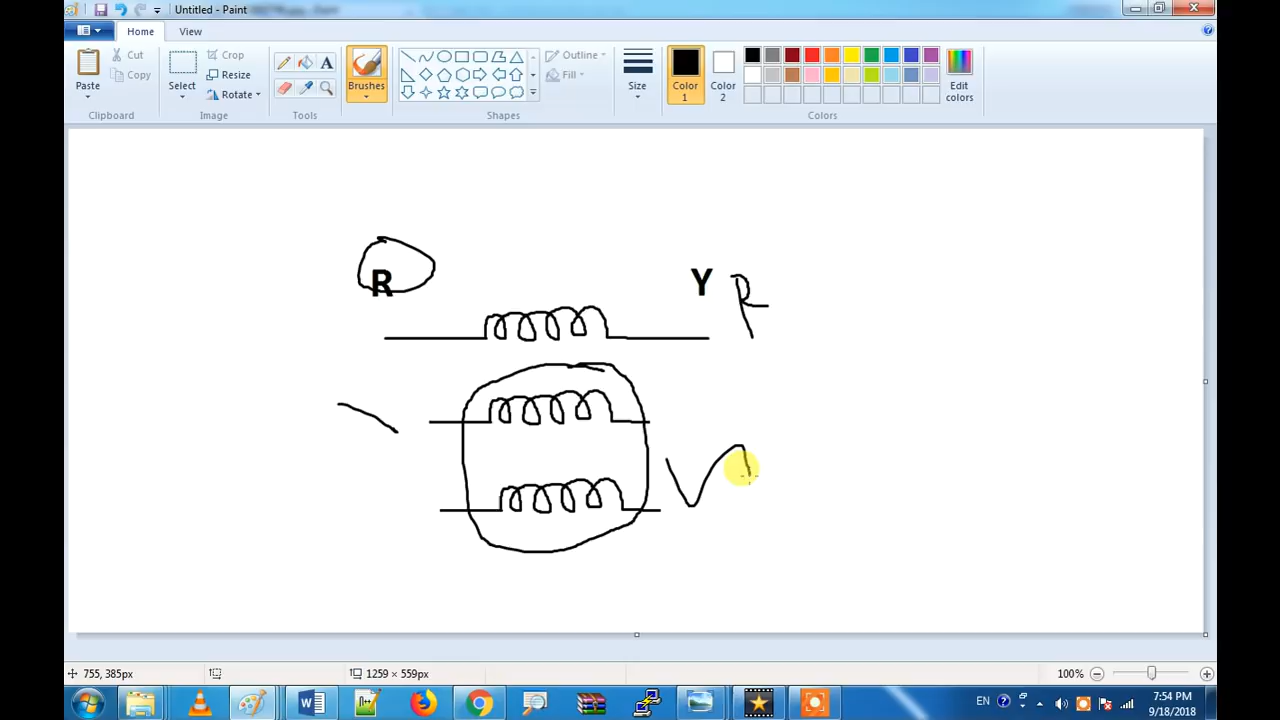 Untitled - Paint
Home
View
Paste
Cut
Copy
Clipboard
Select
Crop
Resize
Rotate
Image
A
Tools
Brushes
Outline
Fill
Shapes
Size
Color 1
Color 2
Edit colors
Colors
R
Y
R
755, 385px
1259 × 559px
100%
EN
7:54 PM
9/18/2018